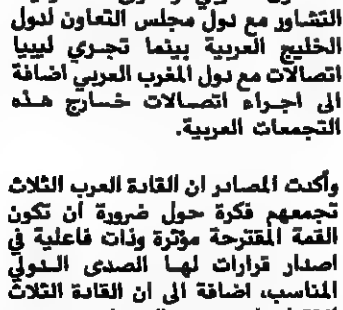 التشاور مع دول مجلس التعاون لدول
الخليج العربية بينما تجري ليبيا
اتصالات مع دول المغرب العربي اضافة
الى اجراء اتصالات خسارج هذه
التجمعات العربية.
وأكدت المصادر ان القادة العرب الثلاث
تجمعهم فكرة حول ضرورة ان تكون
القمة المقترحة مؤثرة وذات فاعلية في
اصدار قرارات لها الصدى الدولي
المناسب، اضافة الى ان القادة الثلاث